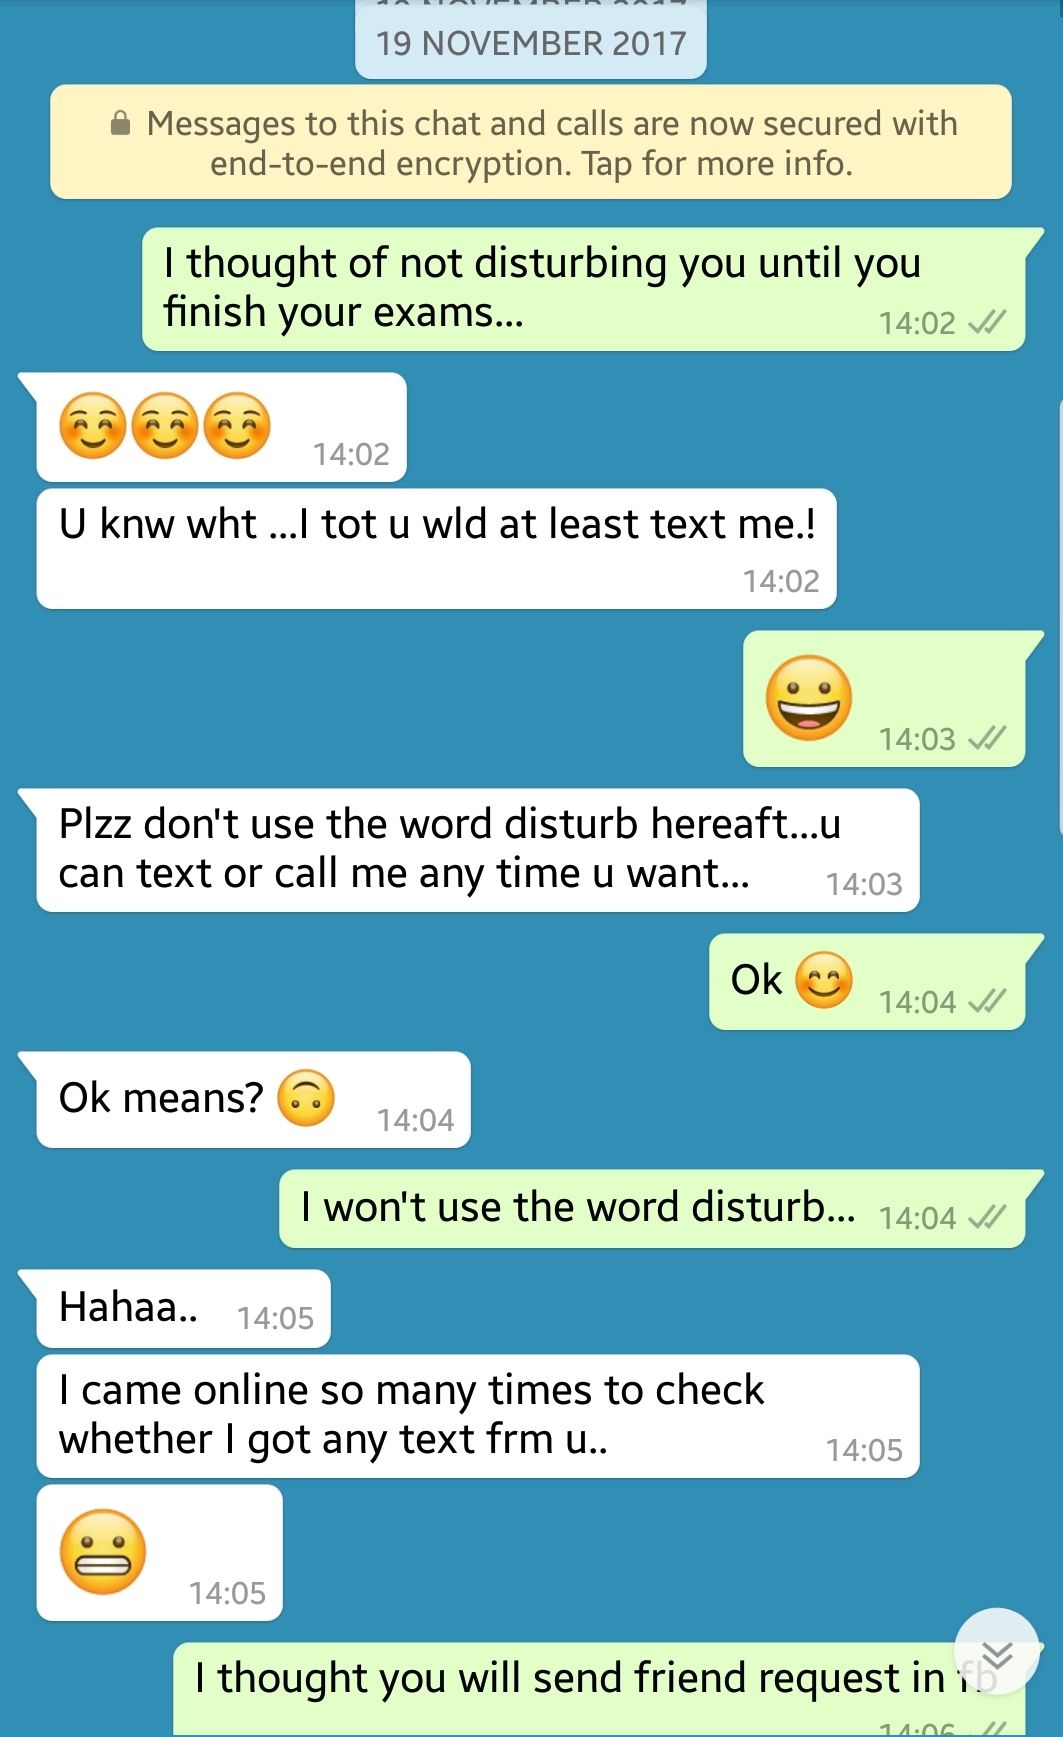 19 NOVEMBER 2017
Messages to this chat and calls are now secured with
end-to-end encryption. Tap for more info.
I thought of not disturbing you until you
finish your exams...
14:02
☺️☺️☺️
14:02
U knw wht ...I tot u wld at least text me.!
14:02
😀
14:03
Plzz don't use the word disturb hereaft...u
can text or call me any time u want...
14:03
Ok 😊
14:04
Ok means? 🙃
14:04
I won't use the word disturb...
14:04
Hahaa..
14:05
I came online so many times to check
whether I got any text frm u..
14:05
😬
14:05
I thought you will send friend request in fb
14:06